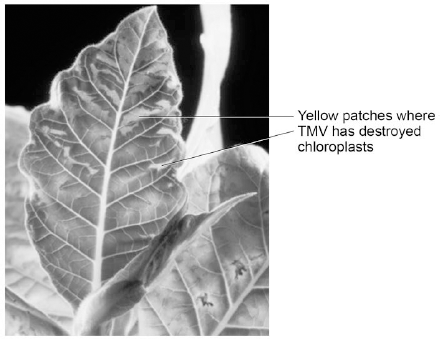 Yellow patches where
TMV has destroyed
chloroplasts